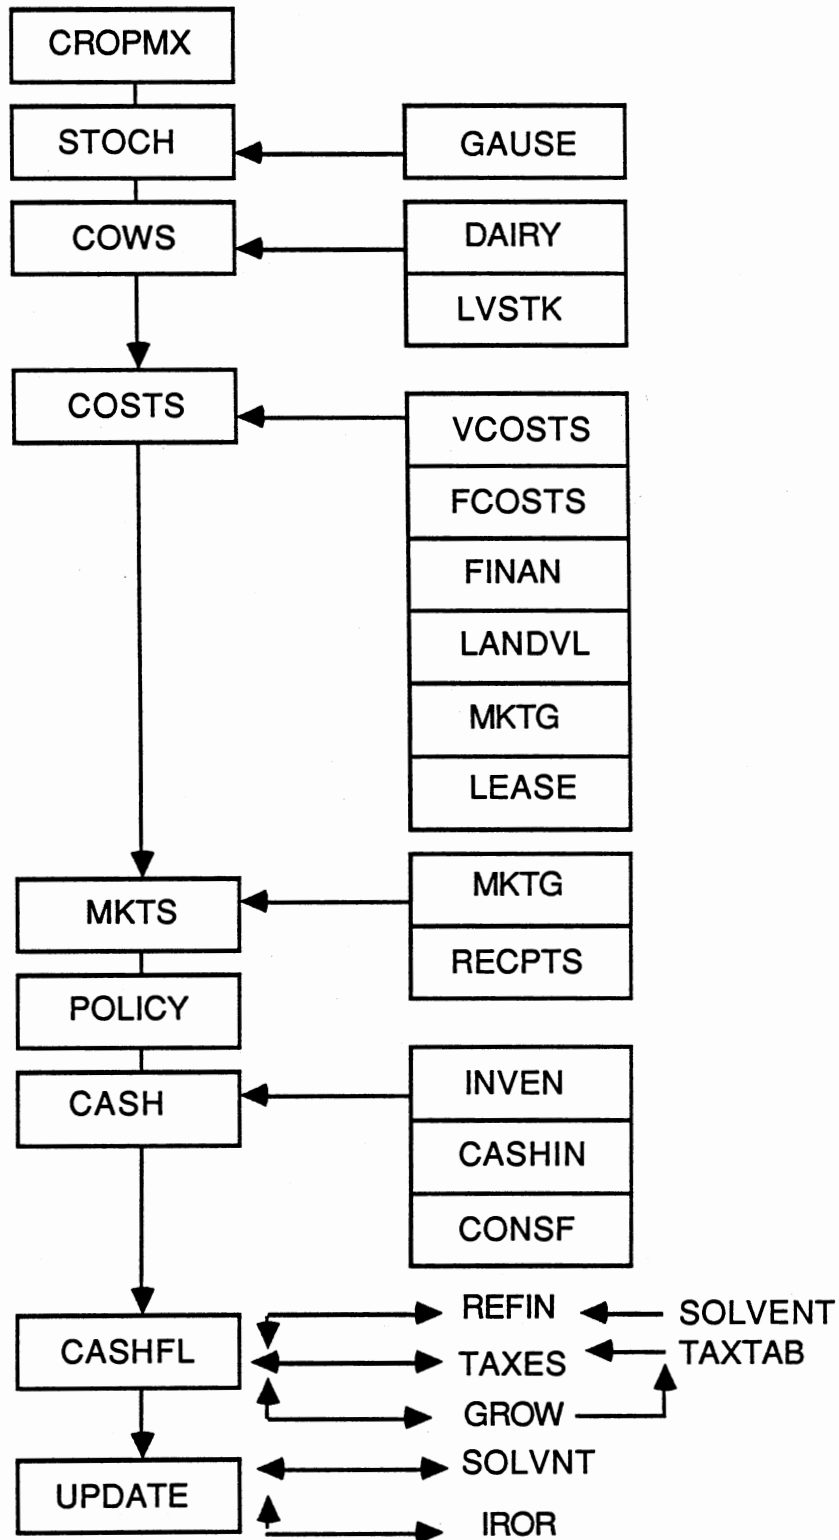 CROPMX
STOCH
GAUSE
COWS
DAIRY
LVSTK
COSTS
VCOSTS
FCOSTS
FINAN
LANDVL
MKTG
LEASE
MKTS
MKTG
RECPTS
POLICY
CASH
INVEN
CASHIN
CONSF
CASHFL
REFIN
SOLVENT
TAXES
TAXTAB
GROW
UPDATE
SOLVNT
IROR